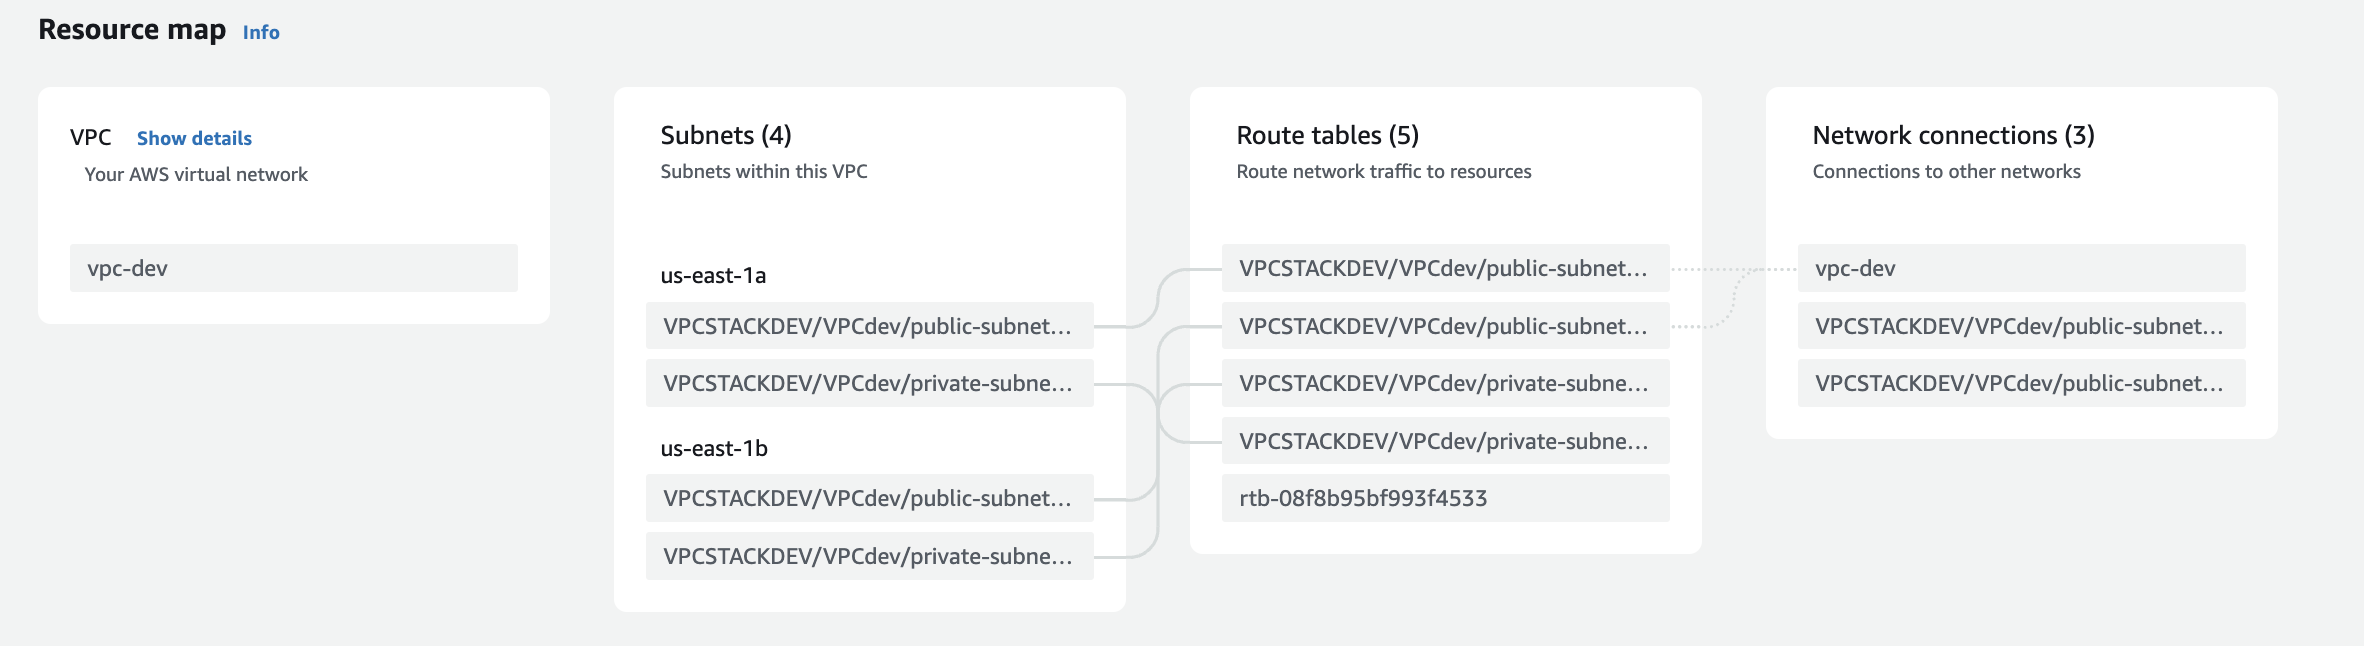 Resource map Info
VPC Show details
Your AWS virtual network
vpc-dev
Subnets (4)
Subnets within this VPC
us-east-1a
VPCSTACKDEV/VPCdev/public-subnet...
VPCSTACKDEV/VPCdev/private-subne...
us-east-1b
VPCSTACKDEV/VPCdev/public-subnet...
VPCSTACKDEV/VPCdev/private-subne...
Route tables (5)
Route network traffic to resources
VPCSTACKDEV/VPCdev/public-subnet...
VPCSTACKDEV/VPCdev/public-subnet...
VPCSTACKDEV/VPCdev/private-subne...
VPCSTACKDEV/VPCdev/private-subne...
rtb-08f8b95bf993f4533
Network connections (3)
Connections to other networks
vpc-dev
VPCSTACKDEV/VPCdev/public-subnet...
VPCSTACKDEV/VPCdev/public-subnet...